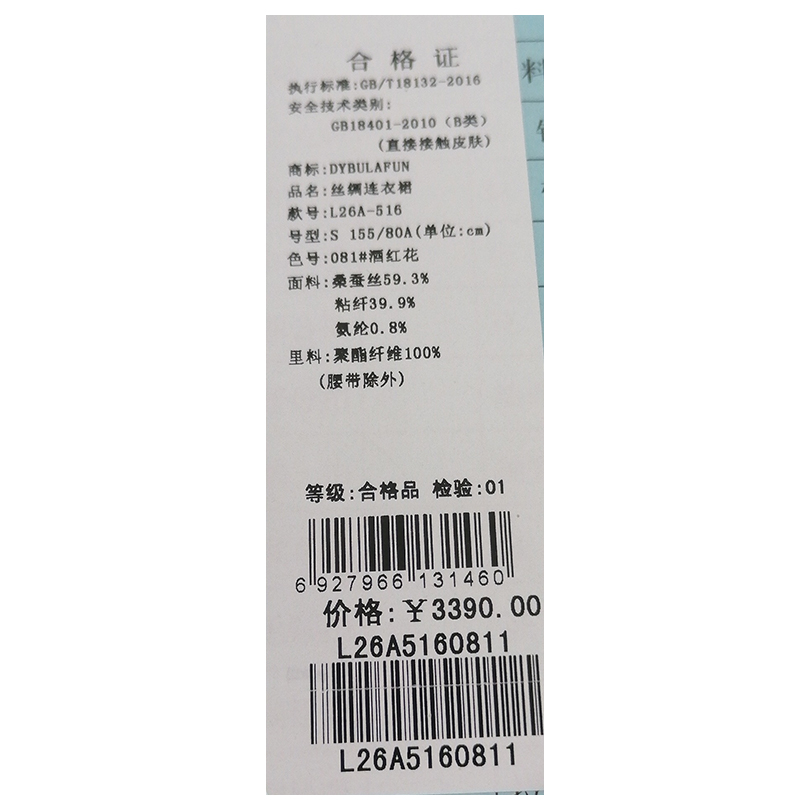 合格证
执行标准:GB/T18132-2016
安全技术类别:
GB18401-2010（B类）
(直接接触皮肤)
商标:DYBULAFUN
品名:丝绸连衣裙
款号:L26A-516
号型:S 155/80A(单位:cm)
色号:081#酒红花
面料:桑蚕丝59.3%
粘纤39.9%
氨纶0.8%
里料:聚酯纤维100%
(腰带除外)
等级:合格品 检验:01
6 927966 131460
价格:￥3390.00
L26A5160811
L26A5160811
料